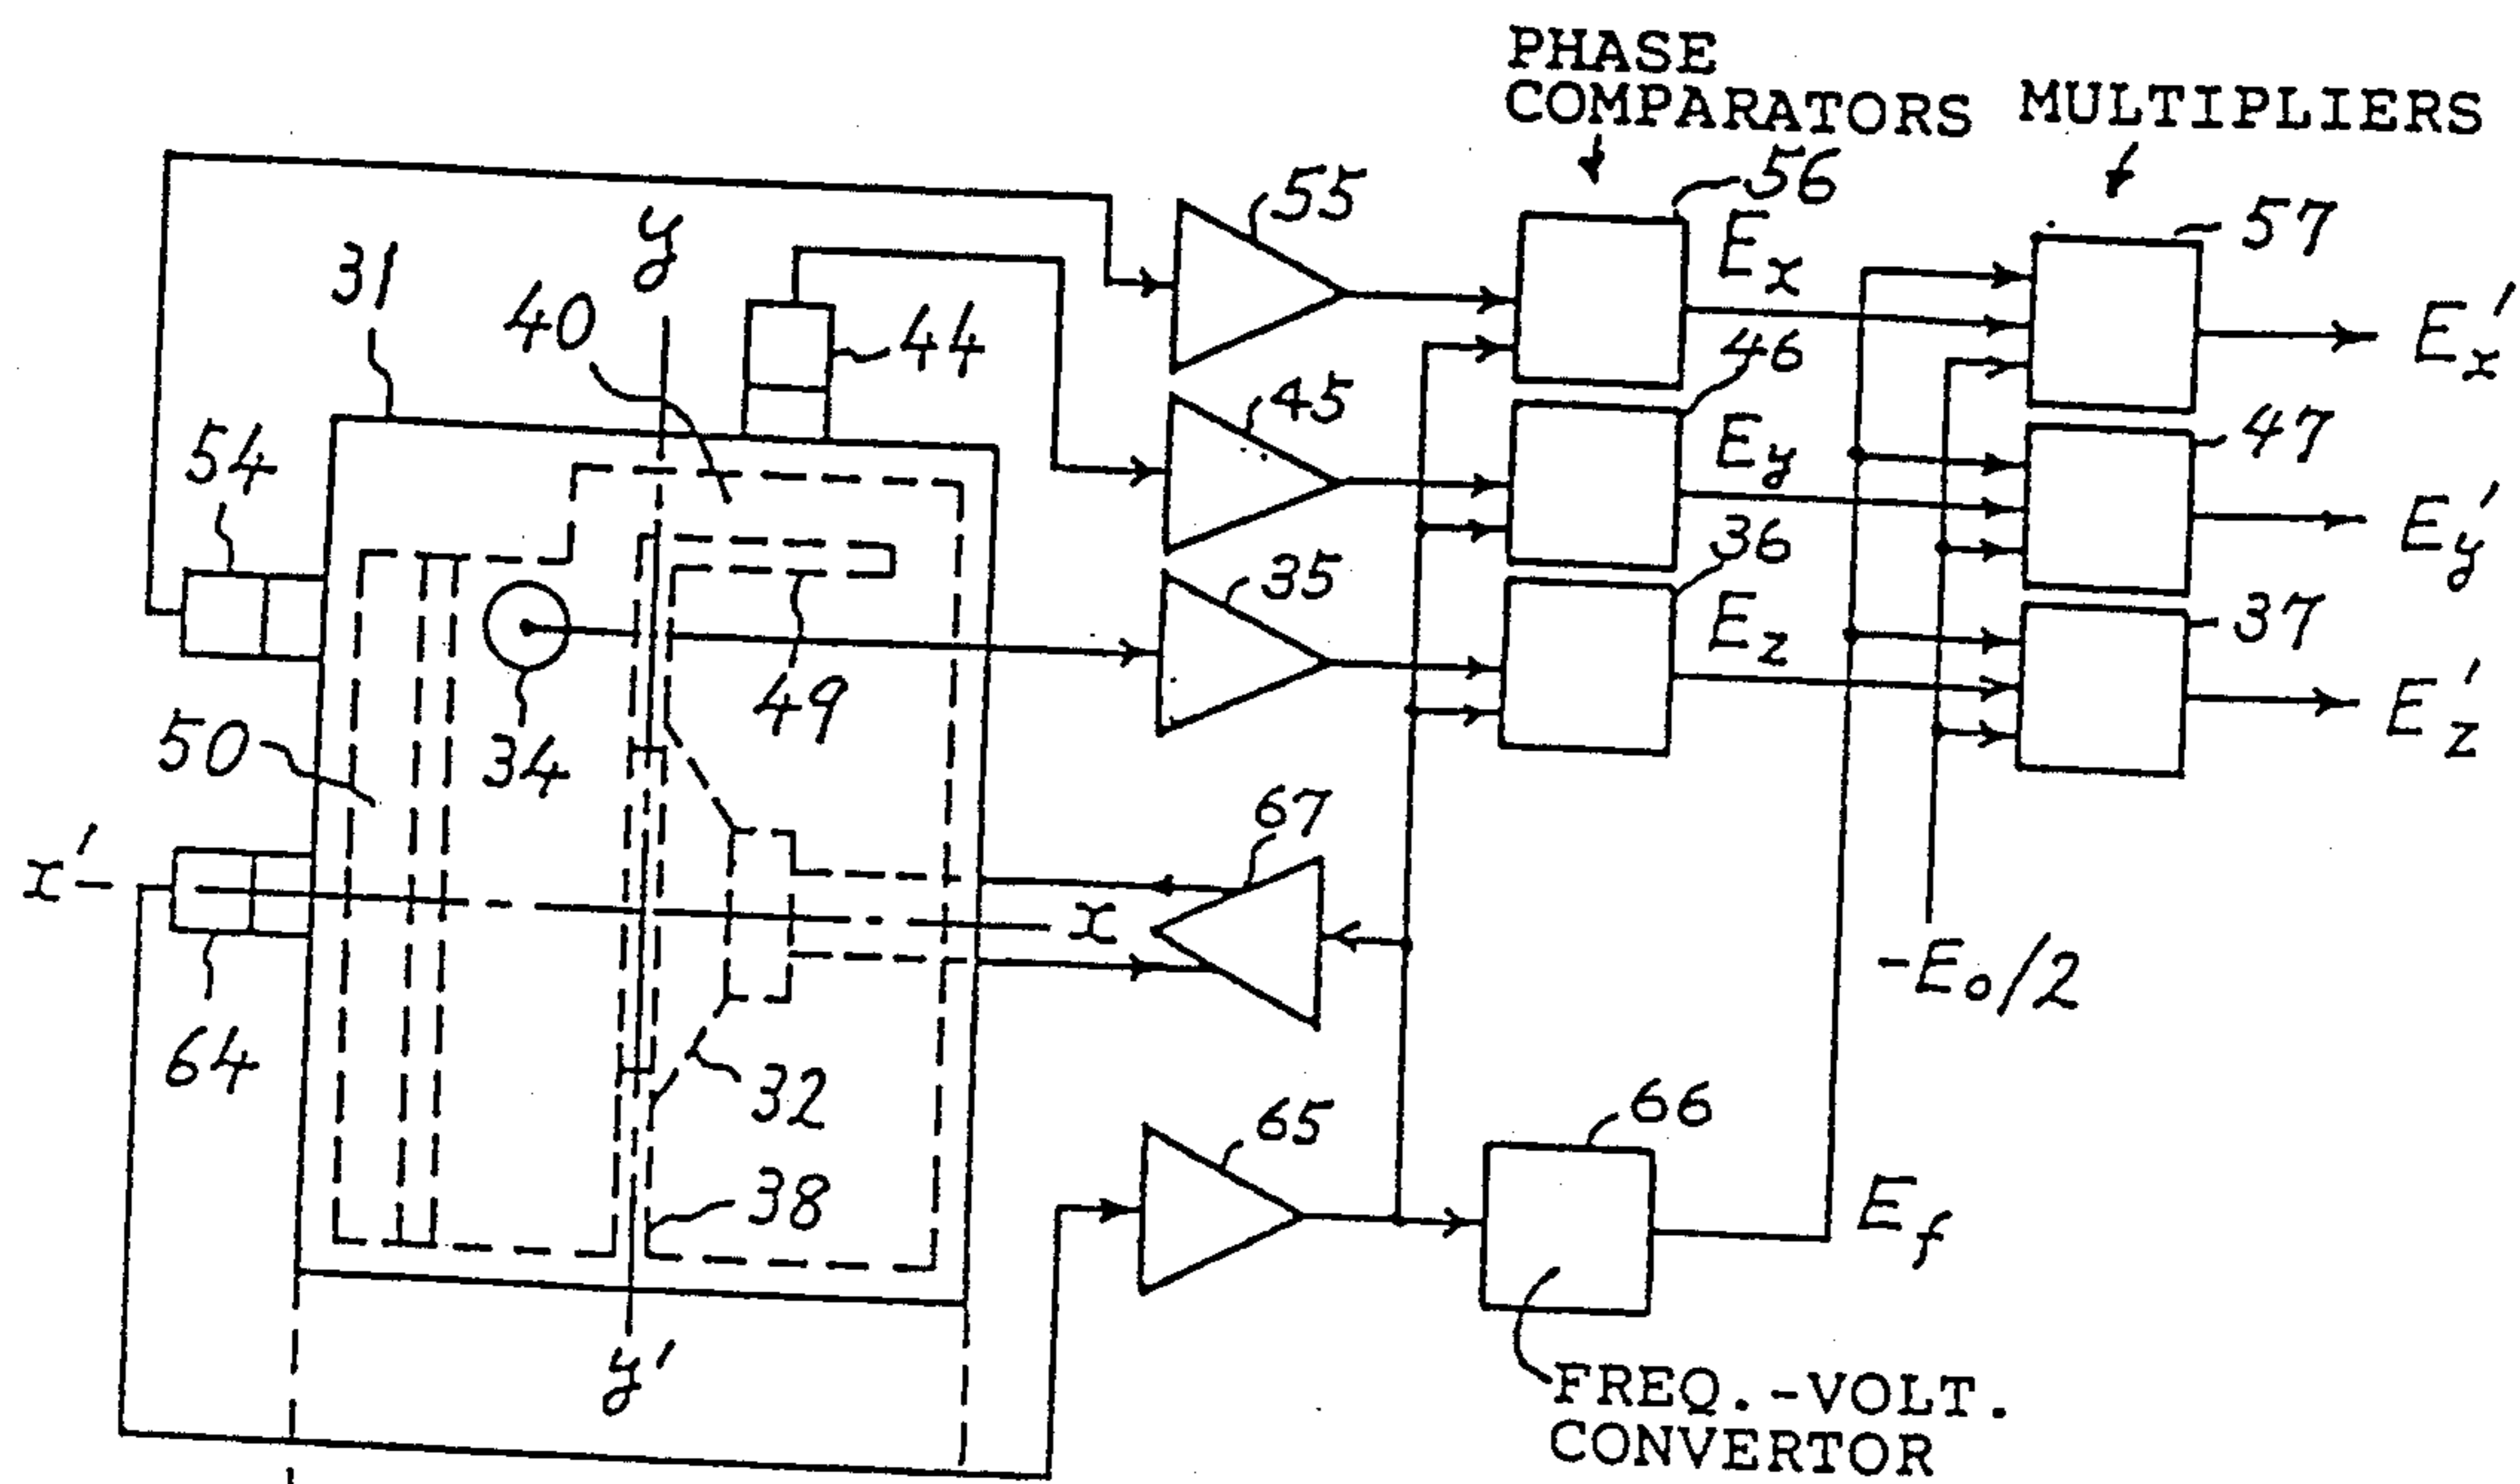 PHASE
COMPARATORS
MULTIPLIERS
56
55
57
y
Ex
31
40
44
Ex'
46
45
47
54
Ey
Ey'
36
35
37
Ez
49
Ez'
50
34
67
x'
x
-Eo/2
64
32
65
66
38
Ef
y'
FREQ.-VOLT.
CONVERTOR